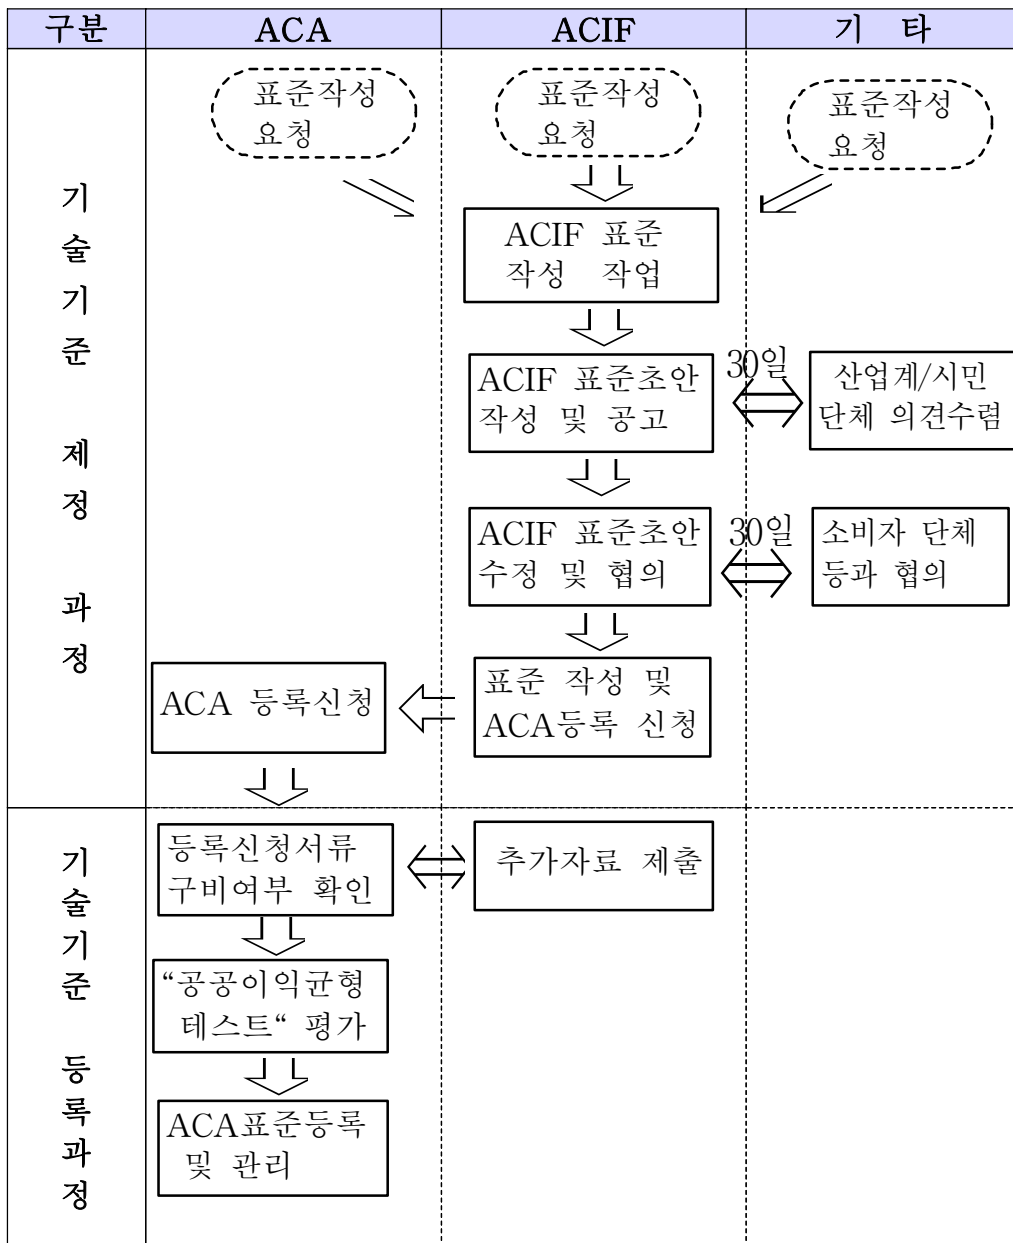 구분 ACA ACIF 기 타
기술기준 제정 과정
표준작성
요청
표준작성
요청
표준작성
요청
ACIF 표준
작성 작업
ACIF 표준초안
작성 및 공고
30일
산업계/시민
단체 의견수렴
ACIF 표준초안
수정 및 협의
30일
소비자 단체
등과 협의
표준 작성 및
ACA등록 신청
ACA 등록신청
기술기준 등록과정
등록신청서류
구비여부 확인
추가자료 제출
“공공이익균형
테스트“ 평가
ACA표준등록
및 관리